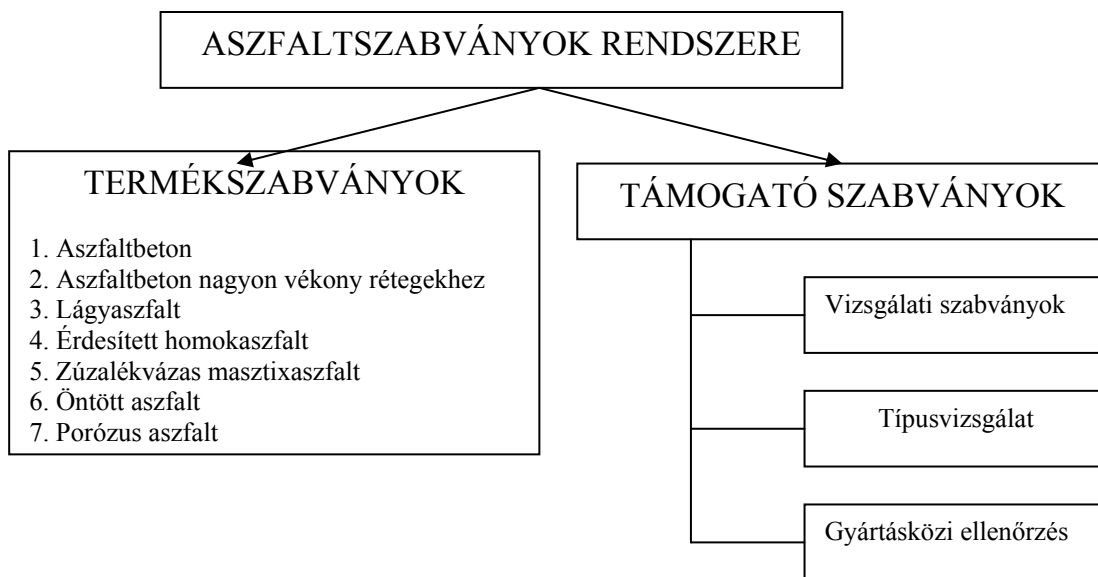 ASZFALTSZABVÁNYOK RENDSZERE
TERMÉKSZABVÁNYOK
1. Aszfaltbeton
2. Aszfaltbeton nagyon vékony rétegekhez
3. Lágyaszfalt
4. Érdesített homokaszfalt
5. Zúzalékvázas masztixaszfalt
6. Öntött aszfalt
7. Porózus aszfalt
TÁMOGATÓ SZABVÁNYOK
Vizsgálati szabványok
Típusvizsgálat
Gyártásközi ellenőrzés